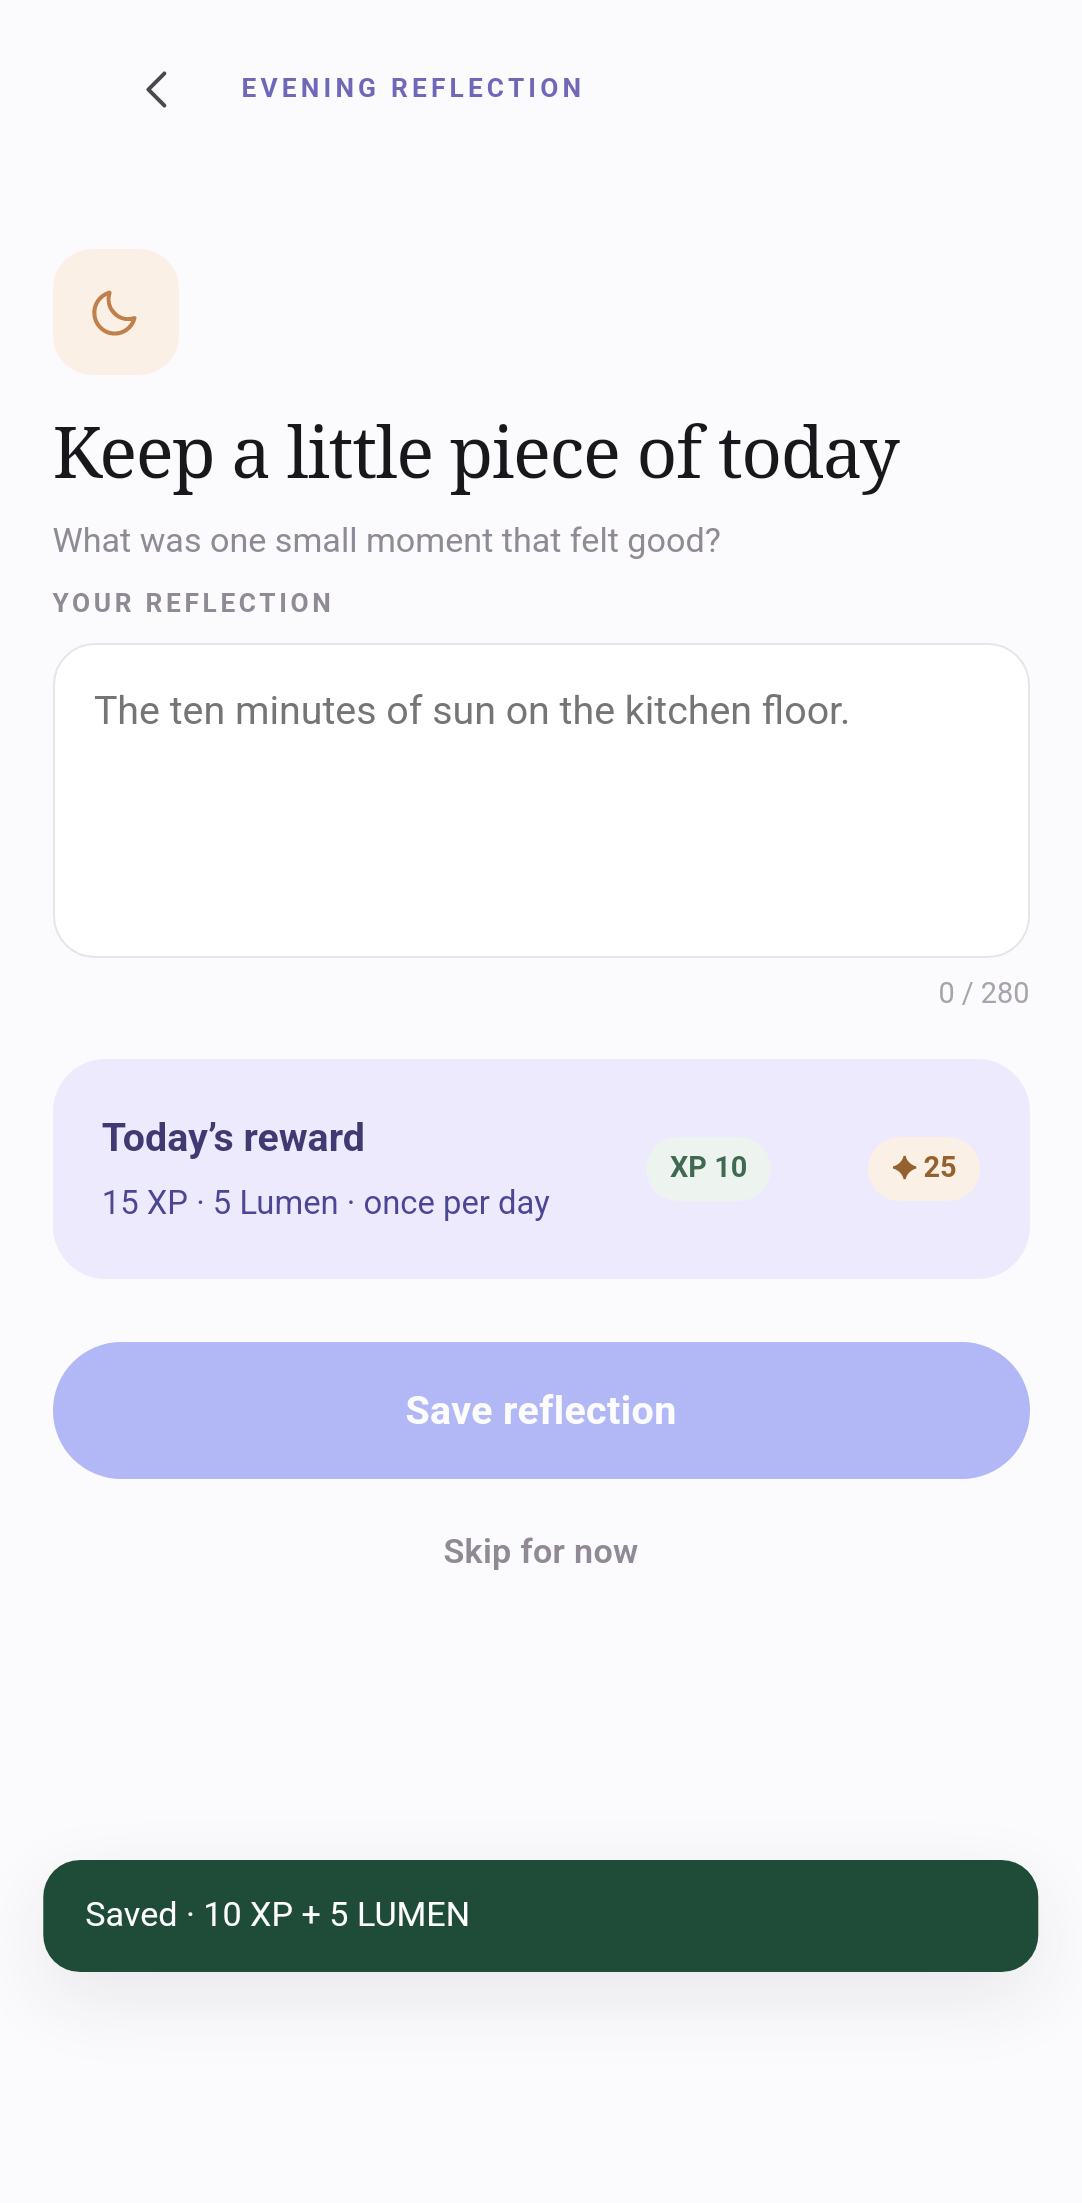 EVENING REFLECTION
Keep a little piece of today
What was one small moment that felt good?
YOUR REFLECTION
The ten minutes of sun on the kitchen floor.
0 / 280
Today’s reward
15 XP · 5 Lumen · once per day
XP 10
✦ 25
Save reflection
Skip for now
Saved · 10 XP + 5 LUMEN